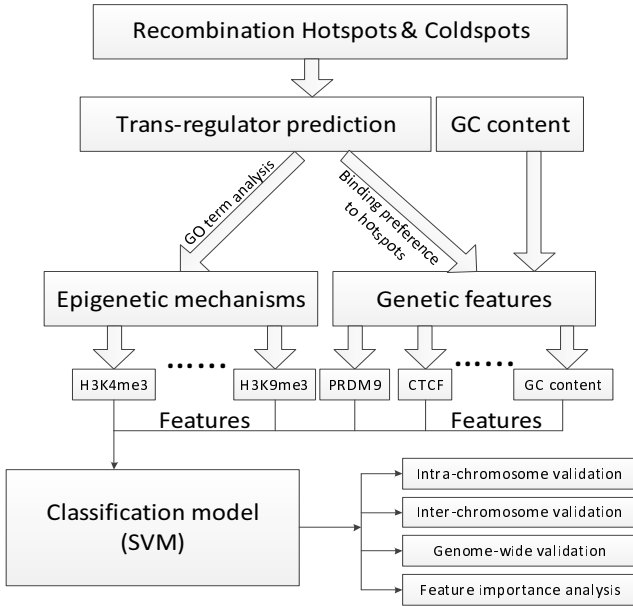 Recombination Hotspots & Coldspots
Trans-regulator prediction
GC content
GO term analysis
Binding preference
to hotspots
Epigenetic mechanisms
Genetic features
H3K4me3
......
H3K9me3
PRDM9
CTCF
......
GC content
Features
Features
Classification model
(SVM)
Intra-chromosome validation
Inter-chromosome validation
Genome-wide validation
Feature importance analysis